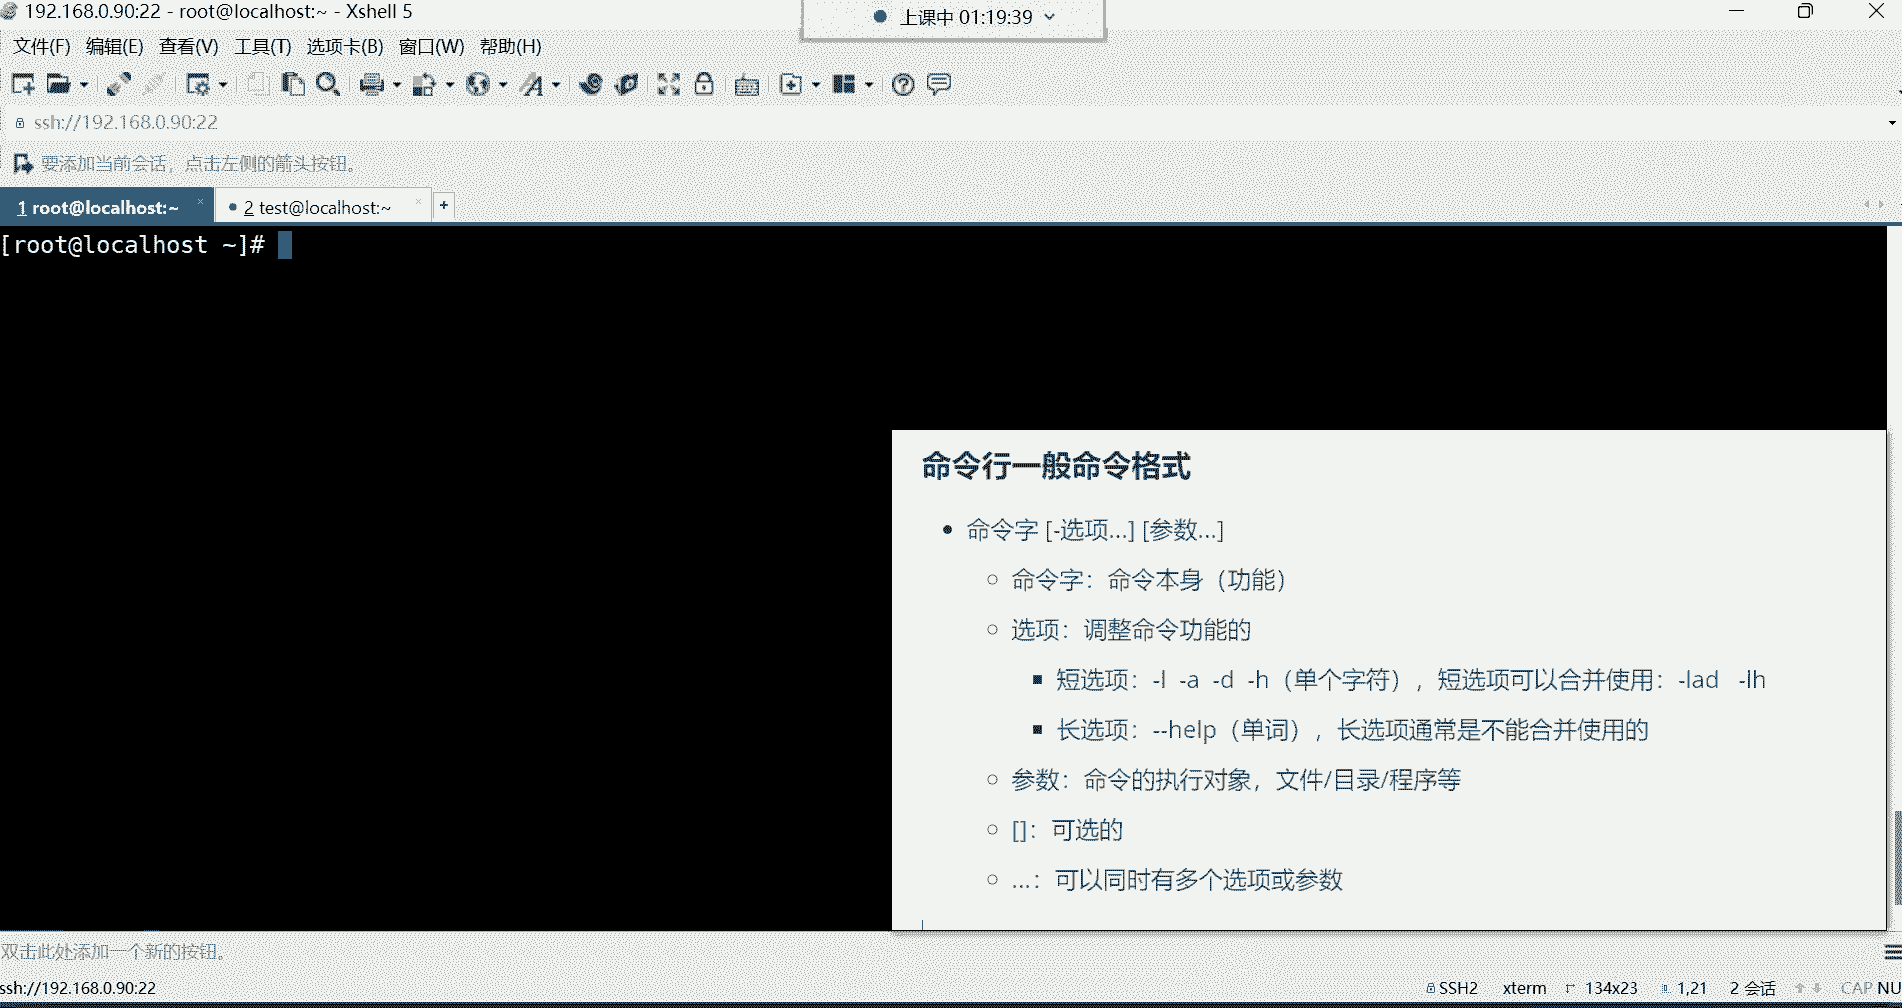 192.168.0.90:22 - root@localhost:~ - Xshell 5
上课中 01:19:39
文件(F) 编辑(E) 查看(V) 工具(T) 选项卡(B) 窗口(W) 帮助(H)
ssh://192.168.0.90:22
要添加当前会话，点击左侧的箭头按钮。
1 root@localhost:~ × 2 test@localhost:~ × +
[root@localhost ~]#
命令行一般命令格式
• 命令字 [-选项...] [参数...]
○ 命令字：命令本身（功能）
○ 选项：调整命令功能的
▪ 短选项：-l -a -d -h（单个字符），短选项可以合并使用：-lad -lh
▪ 长选项：--help（单词），长选项通常是不能合并使用的
○ 参数：命令的执行对象，文件/目录/程序等
○ []：可选的
○ ...：可以同时有多个选项或参数
双击此处添加一个新的按钮。
ssh://192.168.0.90:22 SSH2 xterm 134x23 1,21 2 会话 CAP NU